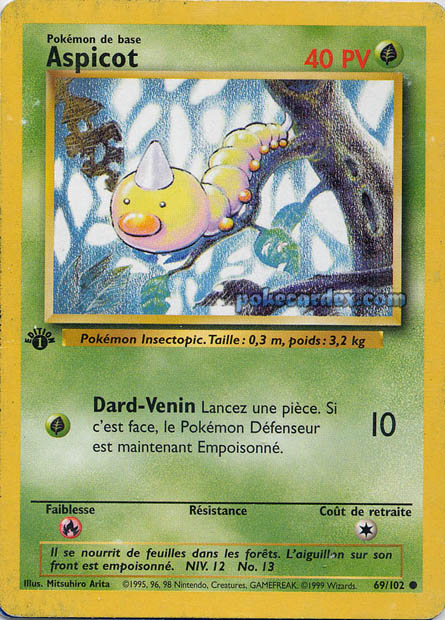 Pokémon de base
Aspicot
40 PV
pokecardex.com
EDITION
1
Pokémon Insectopic. Taille : 0,3 m, poids : 3,2 kg
Dard-Venin Lancez une pièce. Si
c'est face, le Pokémon Défenseur
est maintenant Empoisonné.
10
Faiblesse
Résistance
Coût de retraite
Il se nourrit de feuilles dans les forêts. L'aiguillon sur son
front est empoisonné. NIV. 12 No. 13
Illus. Mitsuhiro Arita
©1995, 96, 98 Nintendo, Creatures, GAMEFREAK. ©1999 Wizards.
69/102